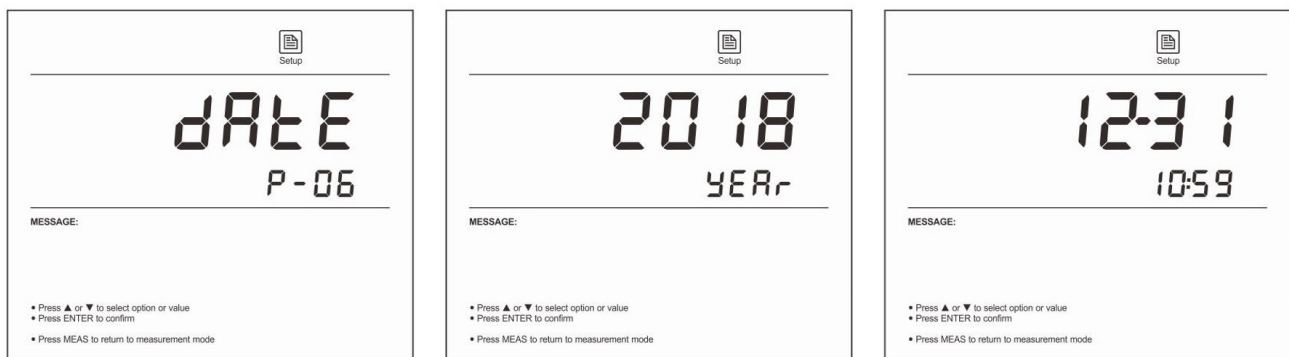 Setup
dAtE
P-06
MESSAGE:
• Press ▲ or ▼ to select option or value
• Press ENTER to confirm
• Press MEAS to return to measurement mode
Setup
2018
yEAr
MESSAGE:
• Press ▲ or ▼ to select option or value
• Press ENTER to confirm
• Press MEAS to return to measurement mode
Setup
12-31
10:59
MESSAGE:
• Press ▲ or ▼ to select option or value
• Press ENTER to confirm
• Press MEAS to return to measurement mode